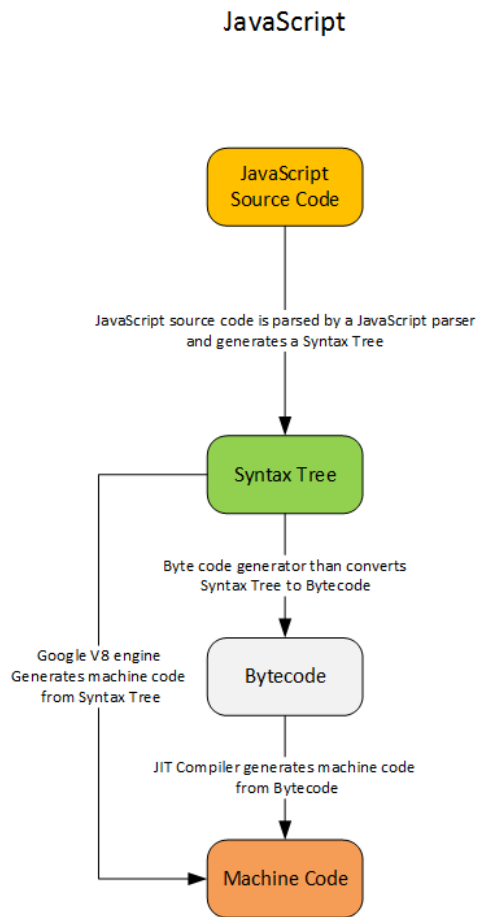 JavaScript
JavaScript
Source Code
JavaScript source code is parsed by a JavaScript parser
and generates a Syntax Tree
Syntax Tree
Byte code generator than converts
Syntax Tree to Bytecode
Google V8 engine
Generates machine code
from Syntax Tree
Bytecode
JIT Compiler generates machine code
from Bytecode
Machine Code